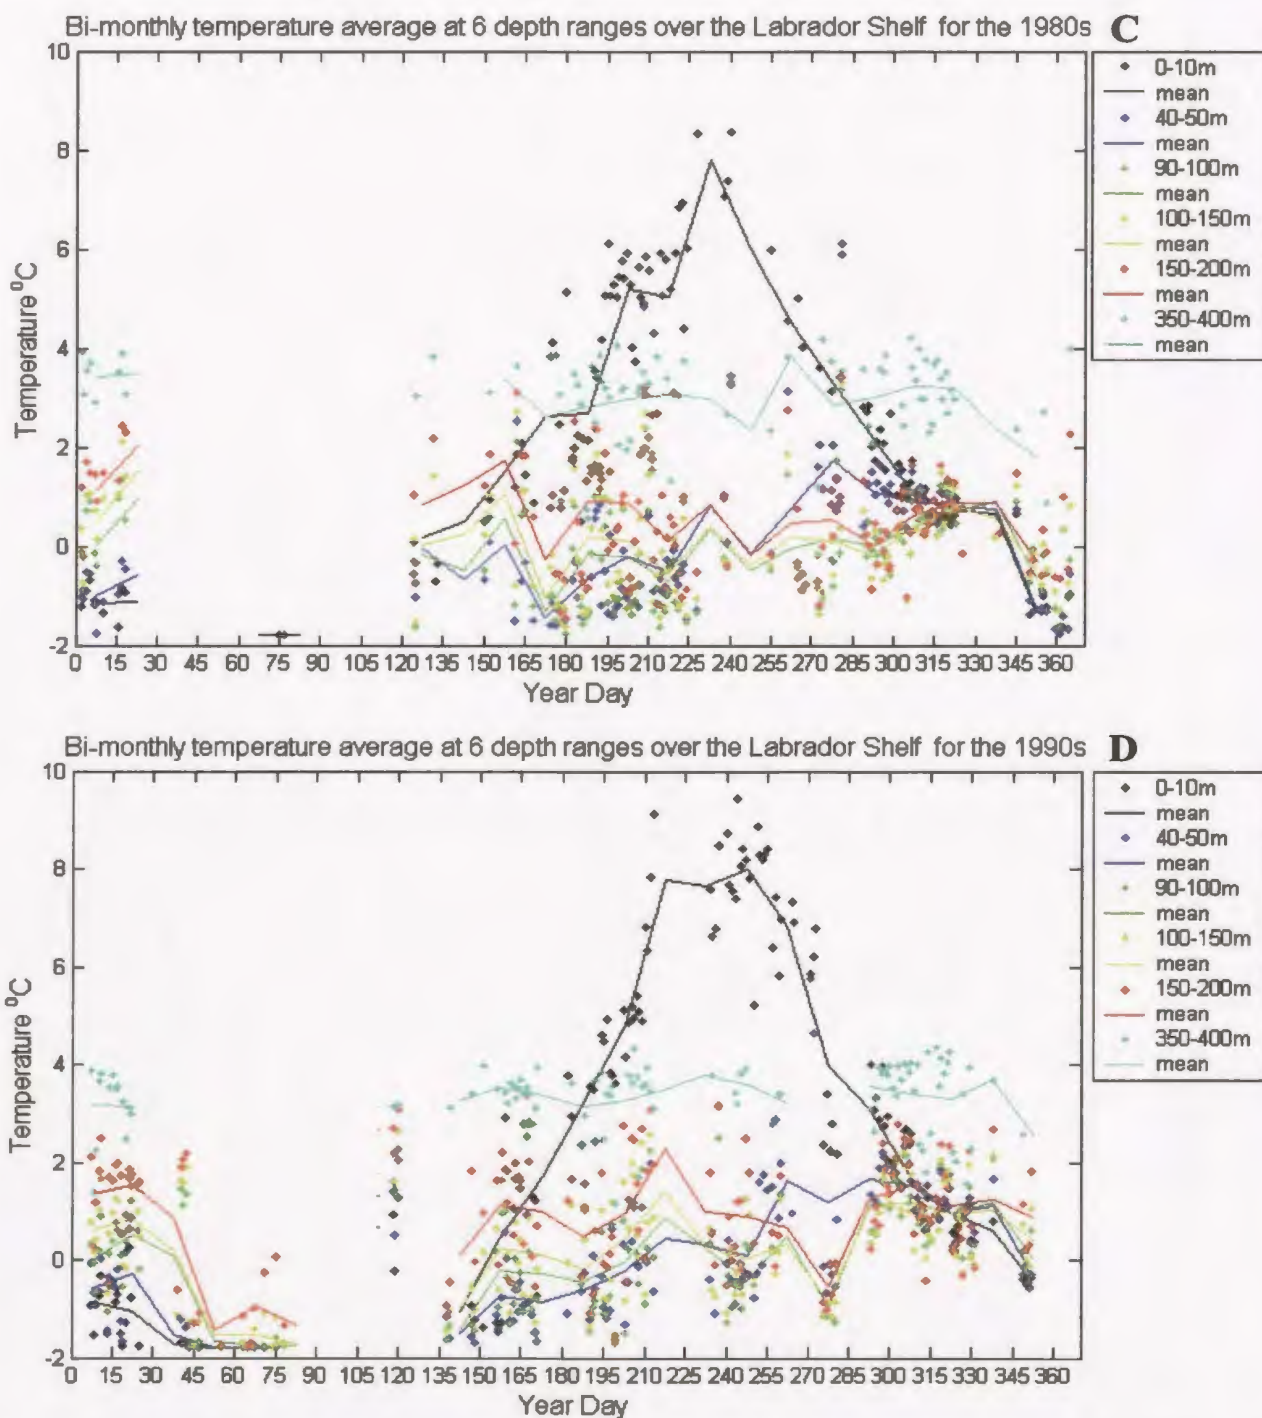 Bi-monthly temperature average at 6 depth ranges over the Labrador Shelf for the 1980s C
10
8
6
4
2
0
-2
Temperature ⁰C
0 15 30 45 60 75 90 105 120 135 150 165 180 195 210 225 240 255 270 285 300 315 330 345 360
Year Day
0-10m
mean
40-50m
mean
90-100m
mean
100-150m
mean
150-200m
mean
350-400m
mean
Bi-monthly temperature average at 6 depth ranges over the Labrador Shelf for the 1990s D
10
8
6
4
2
0
-2
Temperature ⁰C
0 15 30 45 60 75 90 105 120 135 150 165 180 195 210 225 240 255 270 285 300 315 330 345 360
Year Day
0-10m
mean
40-50m
mean
90-100m
mean
100-150m
mean
150-200m
mean
350-400m
mean